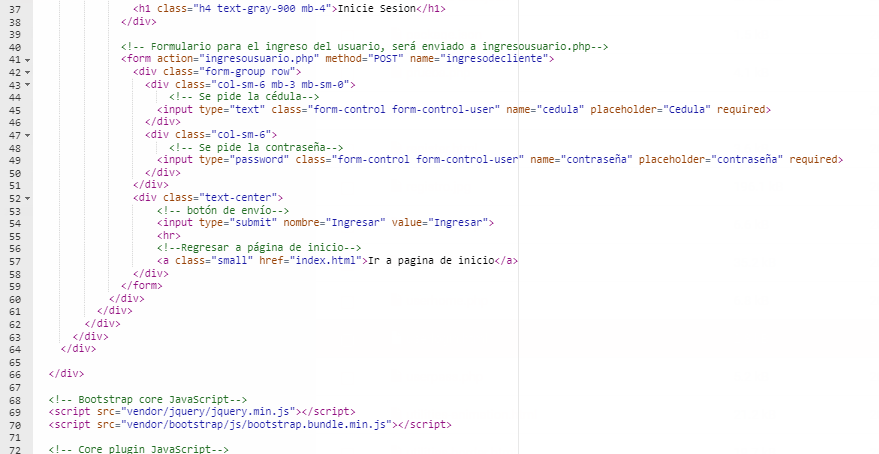 37 <h1 class="h4 text-gray-900 mb-4">Inicie Sesion</h1>
38 </div>
39
40 <!-- Formulario para el ingreso del usuario, será enviado a ingresousuario.php-->
41 <form action="ingresousuario.php" method="POST" name="ingresodecliente">
42 <div class="form-group row">
43 <div class="col-sm-6 mb-3 mb-sm-0">
44 <!-- Se pide la cédula-->
45 <input type="text" class="form-control form-control-user" name="cedula" placeholder="Cedula" required>
46 </div>
47 <div class="col-sm-6">
48 <!-- Se pide la contraseña-->
49 <input type="password" class="form-control form-control-user" name="contraseña" placeholder="contraseña" required>
50 </div>
51 </div>
52 <div class="text-center">
53 <!-- botón de envío-->
54 <input type="submit" nombre="Ingresar" value="Ingresar">
55 <hr>
56 <!--Regresar a página de inicio-->
57 <a class="small" href="index.html">Ir a pagina de inicio</a>
58 </div>
59 </form>
60 </div>
61 </div>
62 </div>
63 </div>
64 </div>
65
66 </div>
67
68 <!-- Bootstrap core JavaScript-->
69 <script src="vendor/jquery/jquery.min.js"></script>
70 <script src="vendor/bootstrap/js/bootstrap.bundle.min.js"></script>
71
72 <!-- Core plugin JavaScript-->